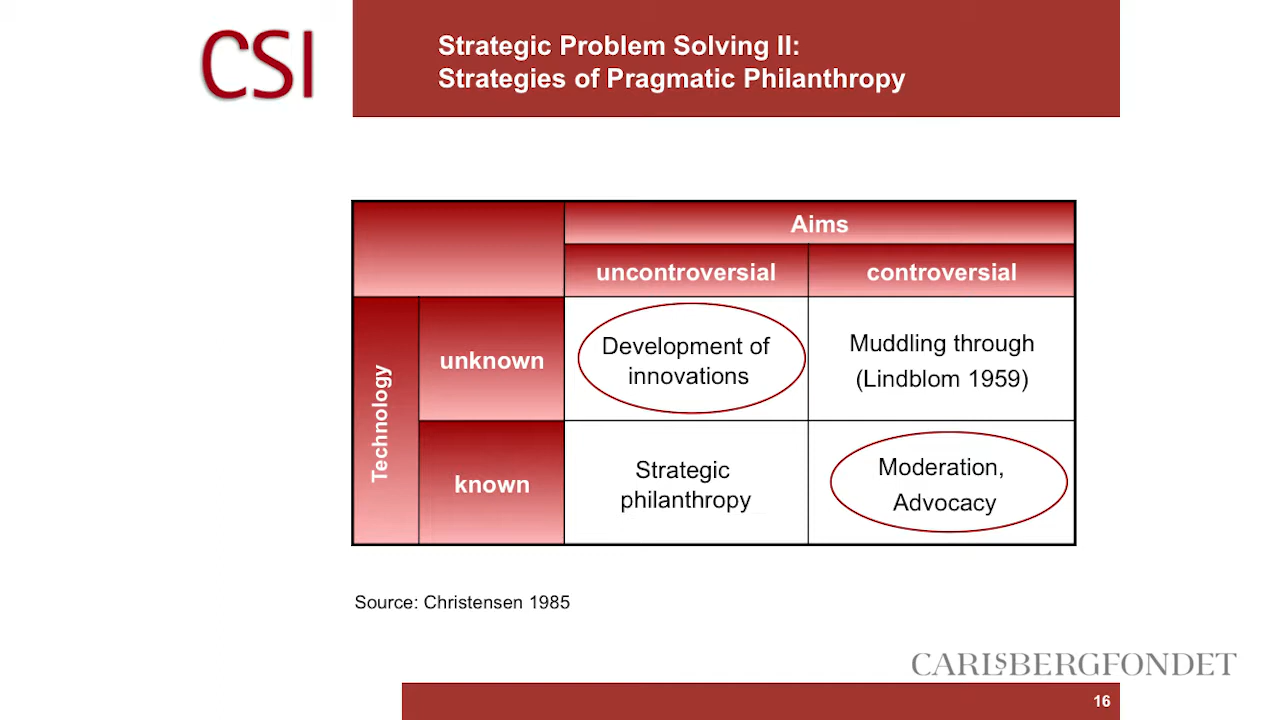 CSI
Strategic Problem Solving II:
Strategies of Pragmatic Philanthropy
Aims
uncontroversial
controversial
Technology
unknown
Development of
innovations
Muddling through
(Lindblom 1959)
known
Strategic
philanthropy
Moderation,
Advocacy
Source: Christensen 1985
CARLSBERGFONDET
16